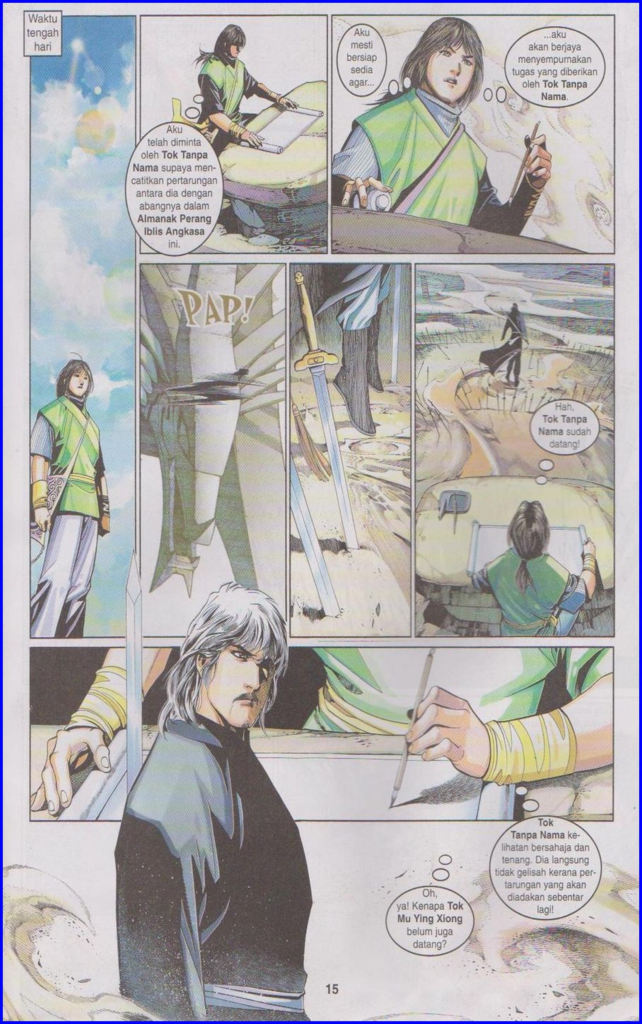 Waktu
tengah
hari
Aku
telah diminta
oleh Tok Tanpa
Nama supaya men-
catitkan pertarungan
antara dia dengan
abangnya dalam
Almanak Perang
Iblis Angkasa
ini.
Aku
mesti
bersiap
sedia
agar...
...aku
akan berjaya
menyempurnakan
tugas yang diberikan
oleh Tok Tanpa
Nama.
PAP!
Hah,
Tok Tanpa
Nama sudah
datang!
Tok
Tanpa Nama ke-
lihatan bersahaja dan
tenang. Dia langsung
tidak gelisah kerana per-
tarungan yang akan
diadakan sebentar
lagi!
Oh,
ya! Kenapa Tok
Mu Ying Xiong
belum juga
datang?
15